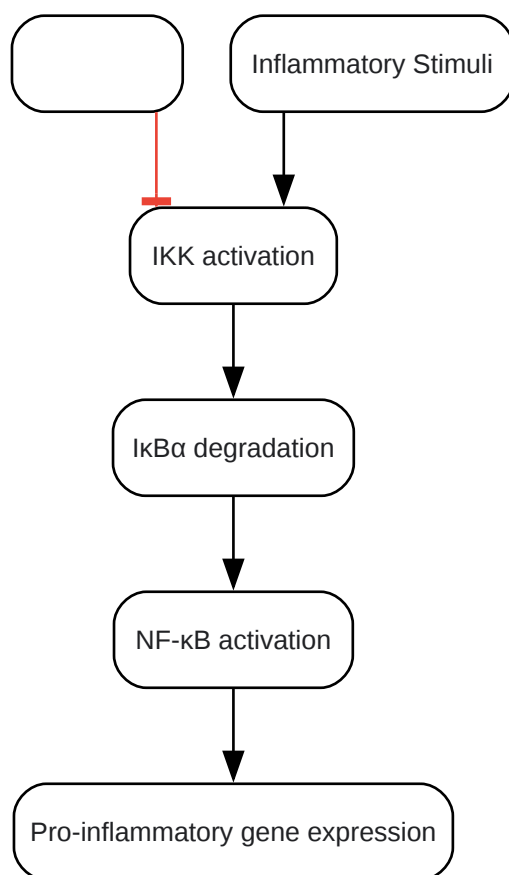 Inflammatory Stimuli
IKK activation
IκBα degradation
NF-κB activation
Pro-inflammatory gene expression